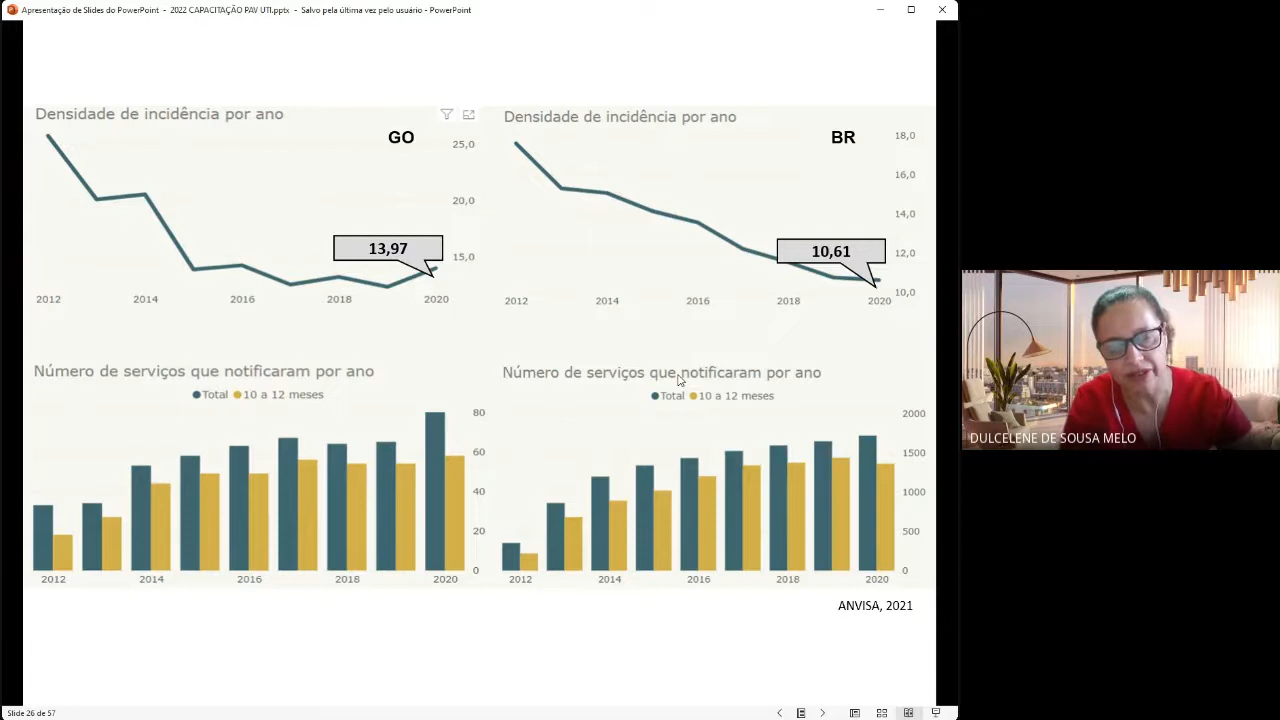 Apresentação de Slides do PowerPoint - 2022 CAPACITAÇÃO PAV UTI.pptx - Salvo pela última vez pelo usuário - PowerPoint
Densidade de incidência por ano
GO
25,0
20,0
15,0
13,97
2012 2014 2016 2018 2020
Densidade de incidência por ano
BR
18,0
16,0
14,0
12,0
10,0
10,61
2012 2014 2016 2018 2020
Número de serviços que notificaram por ano
Total 10 a 12 meses
80
60
40
20
0
2012 2014 2016 2018 2020
Número de serviços que notificaram por ano
Total 10 a 12 meses
2000
1500
1000
500
0
2012 2014 2016 2018 2020
ANVISA, 2021
DULCELENE DE SOUSA MELO
Slide 26 de 57